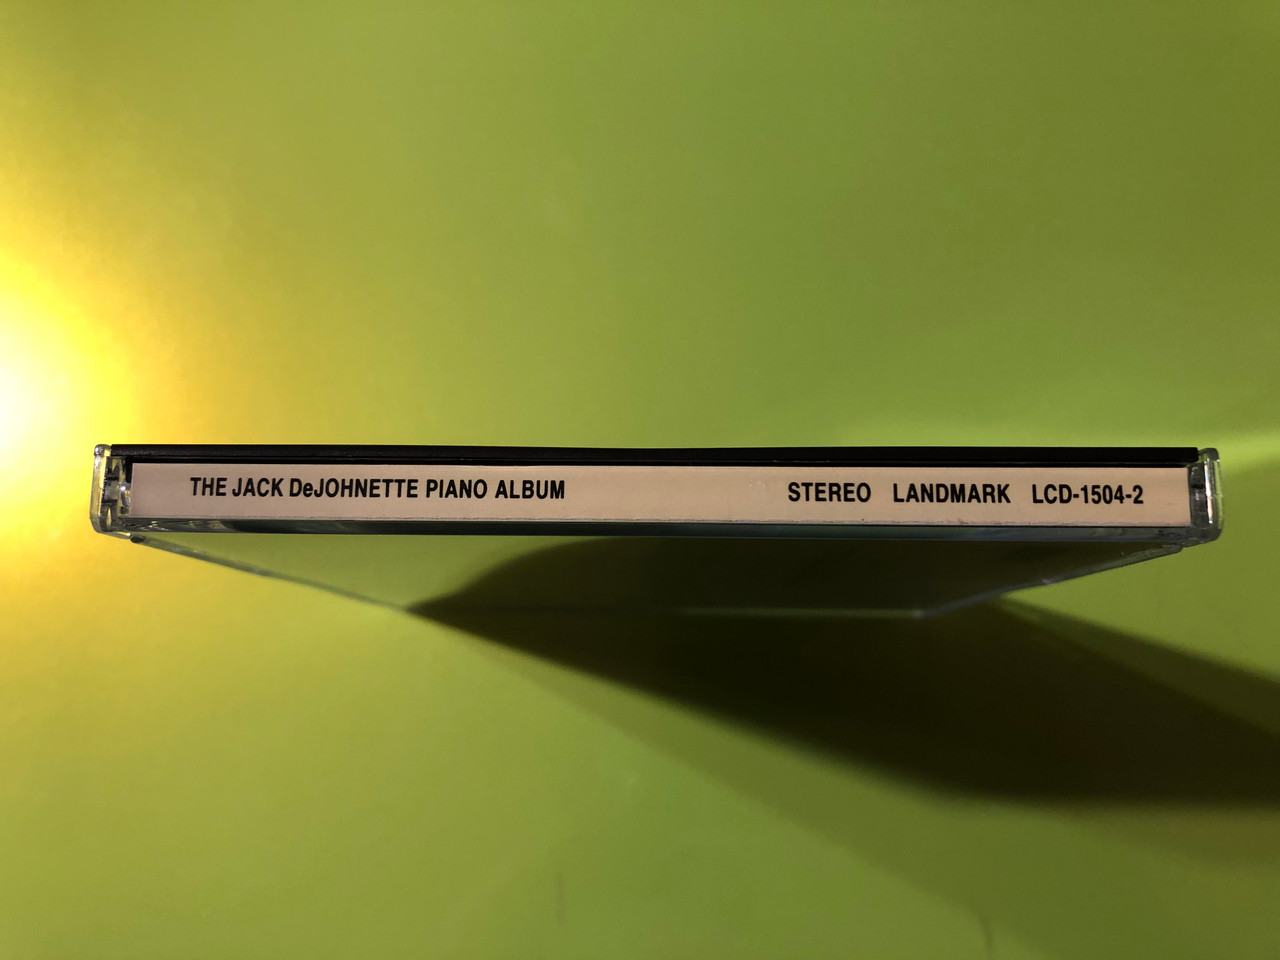 THE JACK DeJOHNETTE PIANO ALBUM STEREO LANDMARK LCD-1504-2